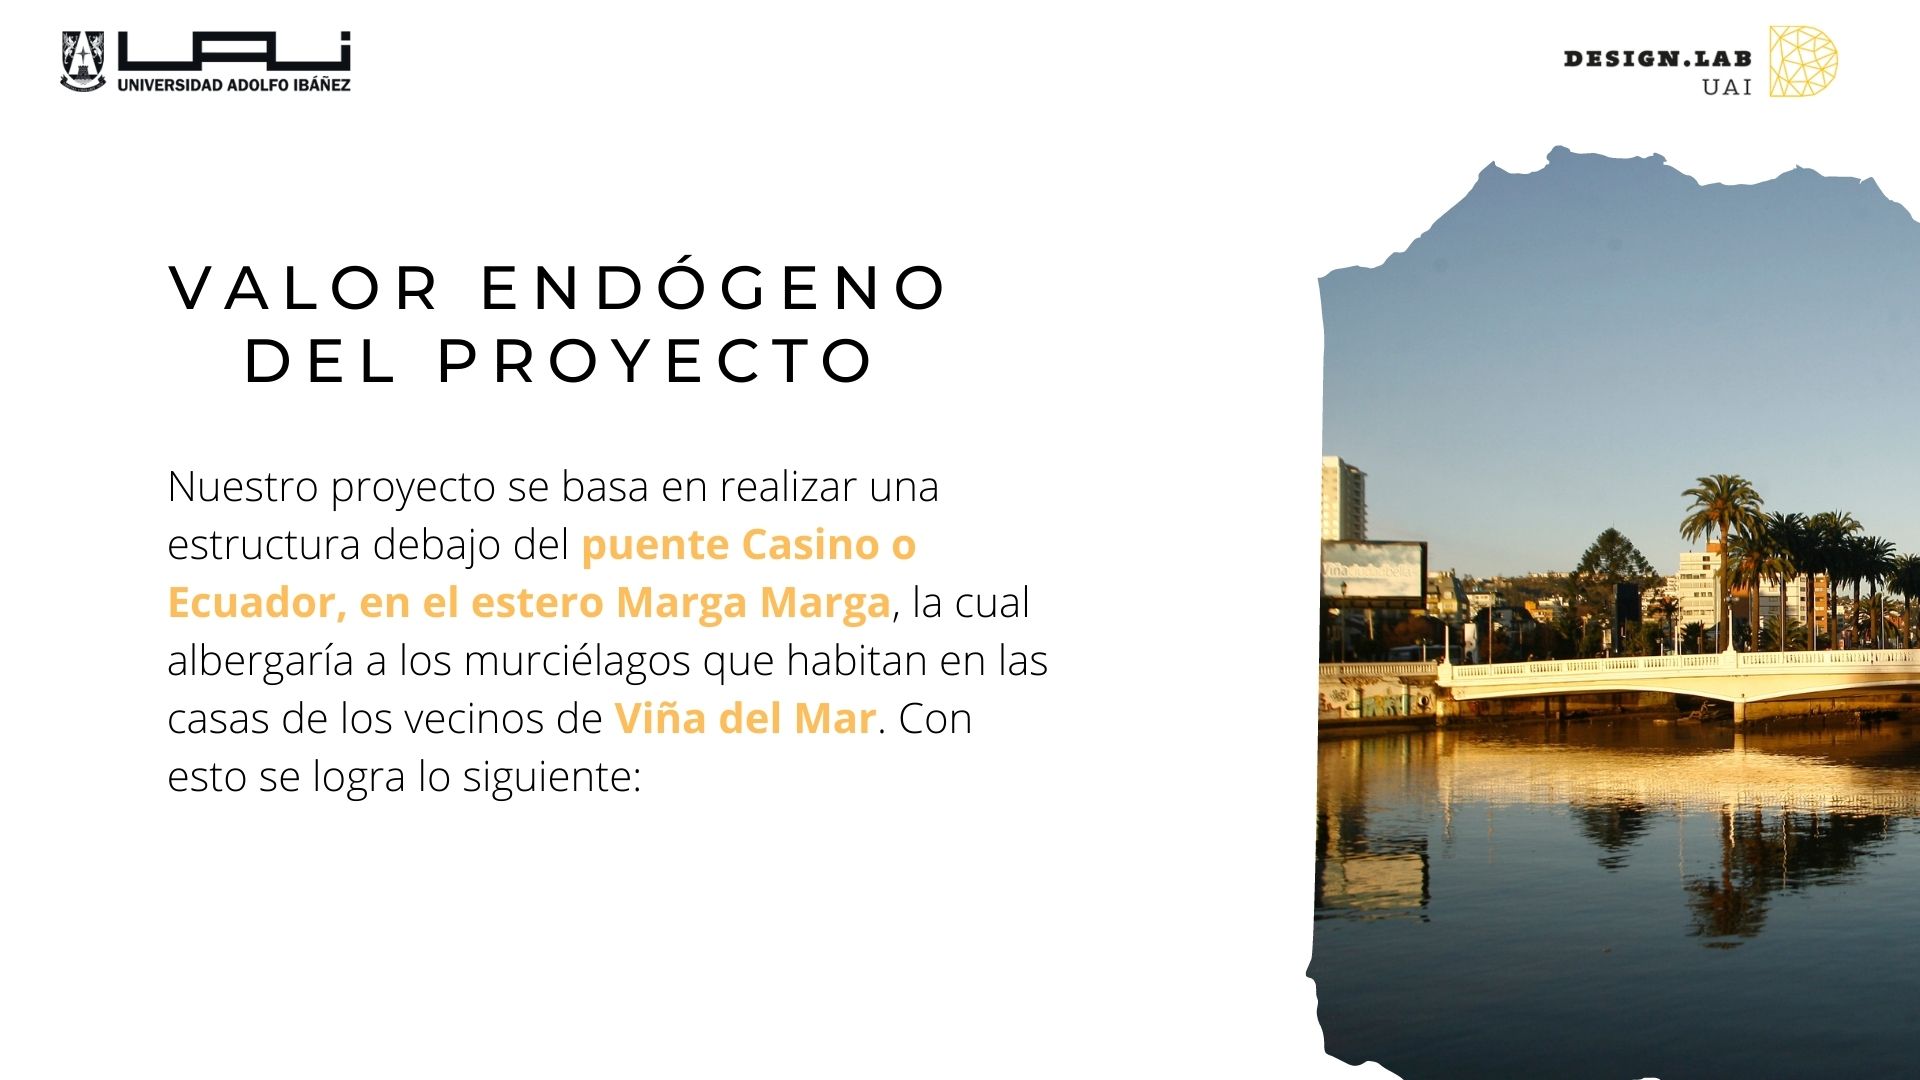 UAi
UNIVERSIDAD ADOLFO IBÁÑEZ
DESIGN.LAB
UAI
VALOR ENDÓGENO
DEL PROYECTO
Nuestro proyecto se basa en realizar una
estructura debajo del puente Casino o
Ecuador, en el estero Marga Marga, la cual
albergaría a los murciélagos que habitan en las
casas de los vecinos de Viña del Mar. Con
esto se logra lo siguiente: